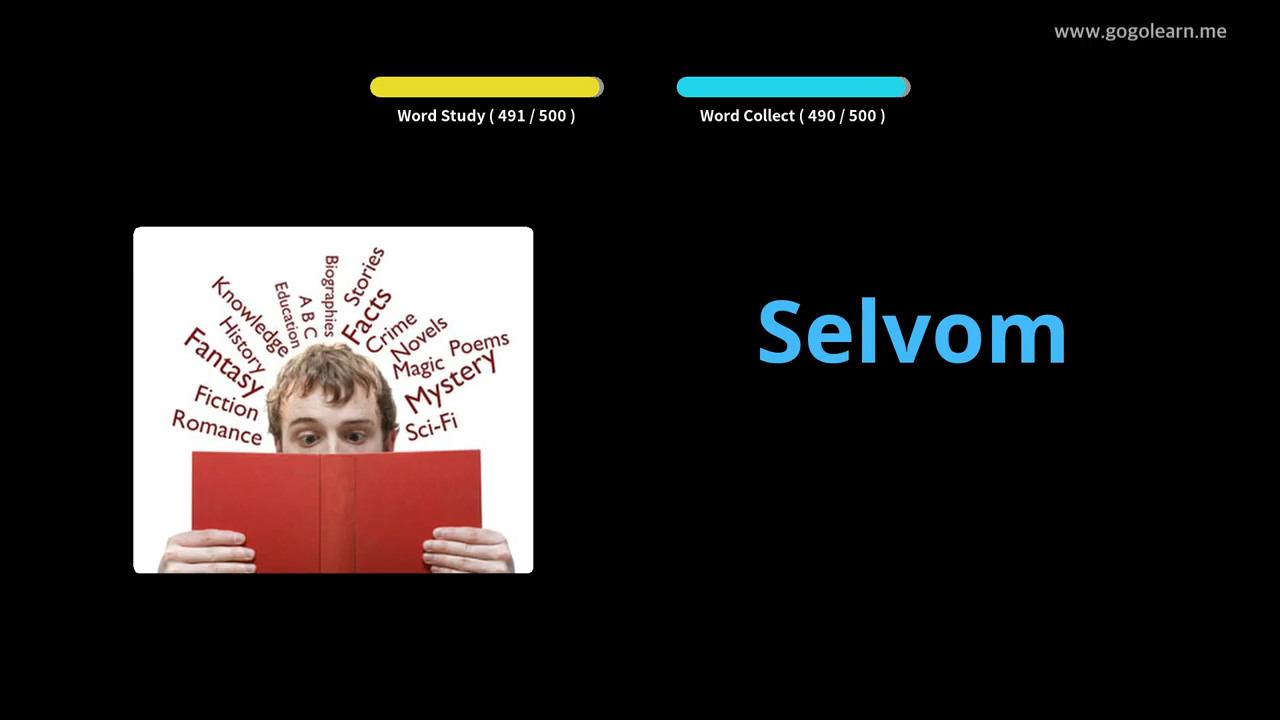 www.gogolearn.me
Word Study ( 491 / 500 )
Word Collect ( 490 / 500 )
Selvom
Romance
Fiction
Fantasy
History
Knowledge
Education
A B C
Biographies
Stories
Facts
Crime
Novels
Magic
Poems
Mystery
Sci-Fi